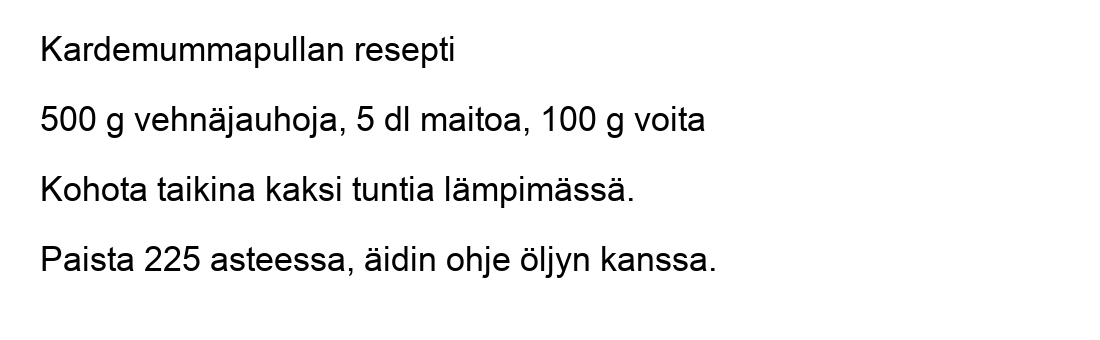 Kardemummapullan resepti
500 g vehnäjauhoja, 5 dl maitoa, 100 g voita
Kohota taikina kaksi tuntia lämpimässä.
Paista 225 asteessa, äidin ohje öljyn kanssa.